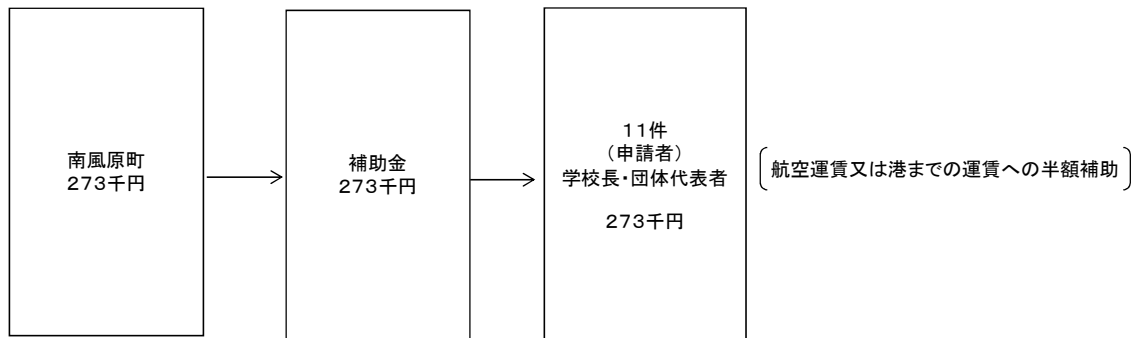 南風原町
273千円
補助金
273千円
11件
(申請者)
学校長・団体代表者
273千円
航空運賃又は港までの運賃への半額補助